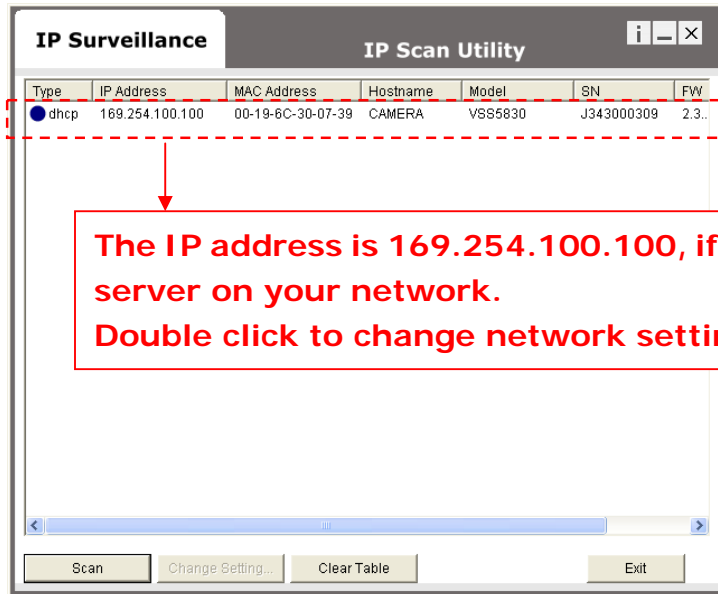 IP Surveillance
IP Scan Utility
Type IP Address MAC Address Hostname Model SN FW
dhcp 169.254.100.100 00-19-6C-30-07-39 CAMERA VSS5830 J343000309 2.3..
The IP address is 169.254.100.100, if
server on your network.
Double click to change network
Scan Change Setting... Clear Table Exit